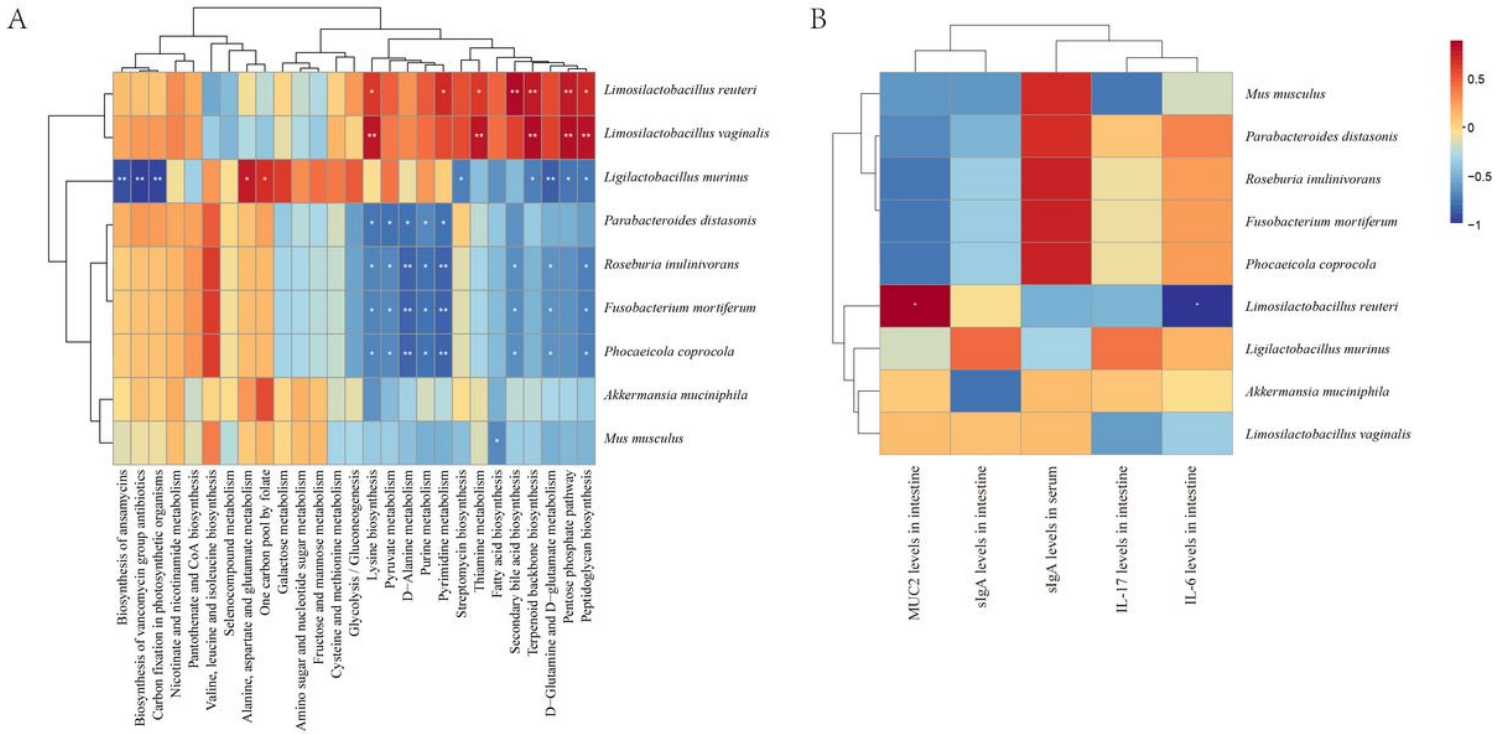 A
B
Limosilactobacillus reuteri
Limosilactobacillus vaginalis
Ligilactobacillus murinus
Parabacteroides distasonis
Roseburia inulinivorans
Fusobacterium mortiferum
Phocaeicola coprocola
Akkermansia muciniphila
Mus musculus
Biosynthesis of ansamycins
Biosynthesis of vancomycin group antibiotics
Carbon fixation in photosynthetic organisms
Nicotinate and nicotinamide metabolism
Pantothenate and CoA biosynthesis
Valine, leucine and isoleucine biosynthesis
Selenocompound metabolism
Alanine, aspartate and glutamate metabolism
One carbon pool by folate
Galactose metabolism
Amino sugar and nucleotide sugar metabolism
Fructose and mannose metabolism
Cysteine and methionine metabolism
Glycolysis / Gluconeogenesis
Lysine biosynthesis
Pyruvate metabolism
D−Alanine metabolism
Purine metabolism
Pyrimidine metabolism
Streptomycin biosynthesis
Thiamine metabolism
Fatty acid biosynthesis
Secondary bile acid biosynthesis
Terpenoid backbone biosynthesis
D−Glutamine and D−glutamate metabolism
Pentose phosphate pathway
Peptidoglycan biosynthesis
Mus musculus
Parabacteroides distasonis
Roseburia inulinivorans
Fusobacterium mortiferum
Phocaeicola coprocola
Limosilactobacillus reuteri
Ligilactobacillus murinus
Akkermansia muciniphila
Limosilactobacillus vaginalis
MUC2 levels in intestine
sIgA levels in intestine
sIgA levels in serum
IL-17 levels in intestine
IL-6 levels in intestine
0.5
0
−0.5
−1